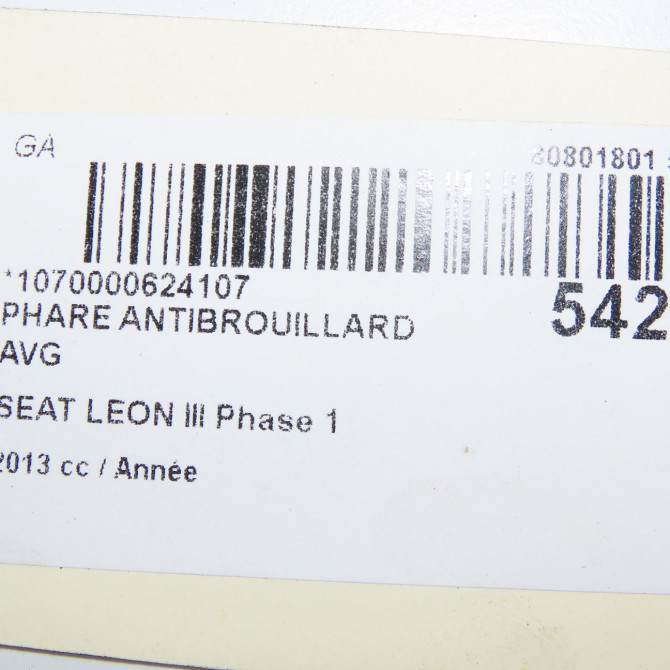 GA 80801801
*1070000624107
542
PHARE ANTIBROUILLARD
AVG
SEAT LEON III Phase 1
2013 cc / Année